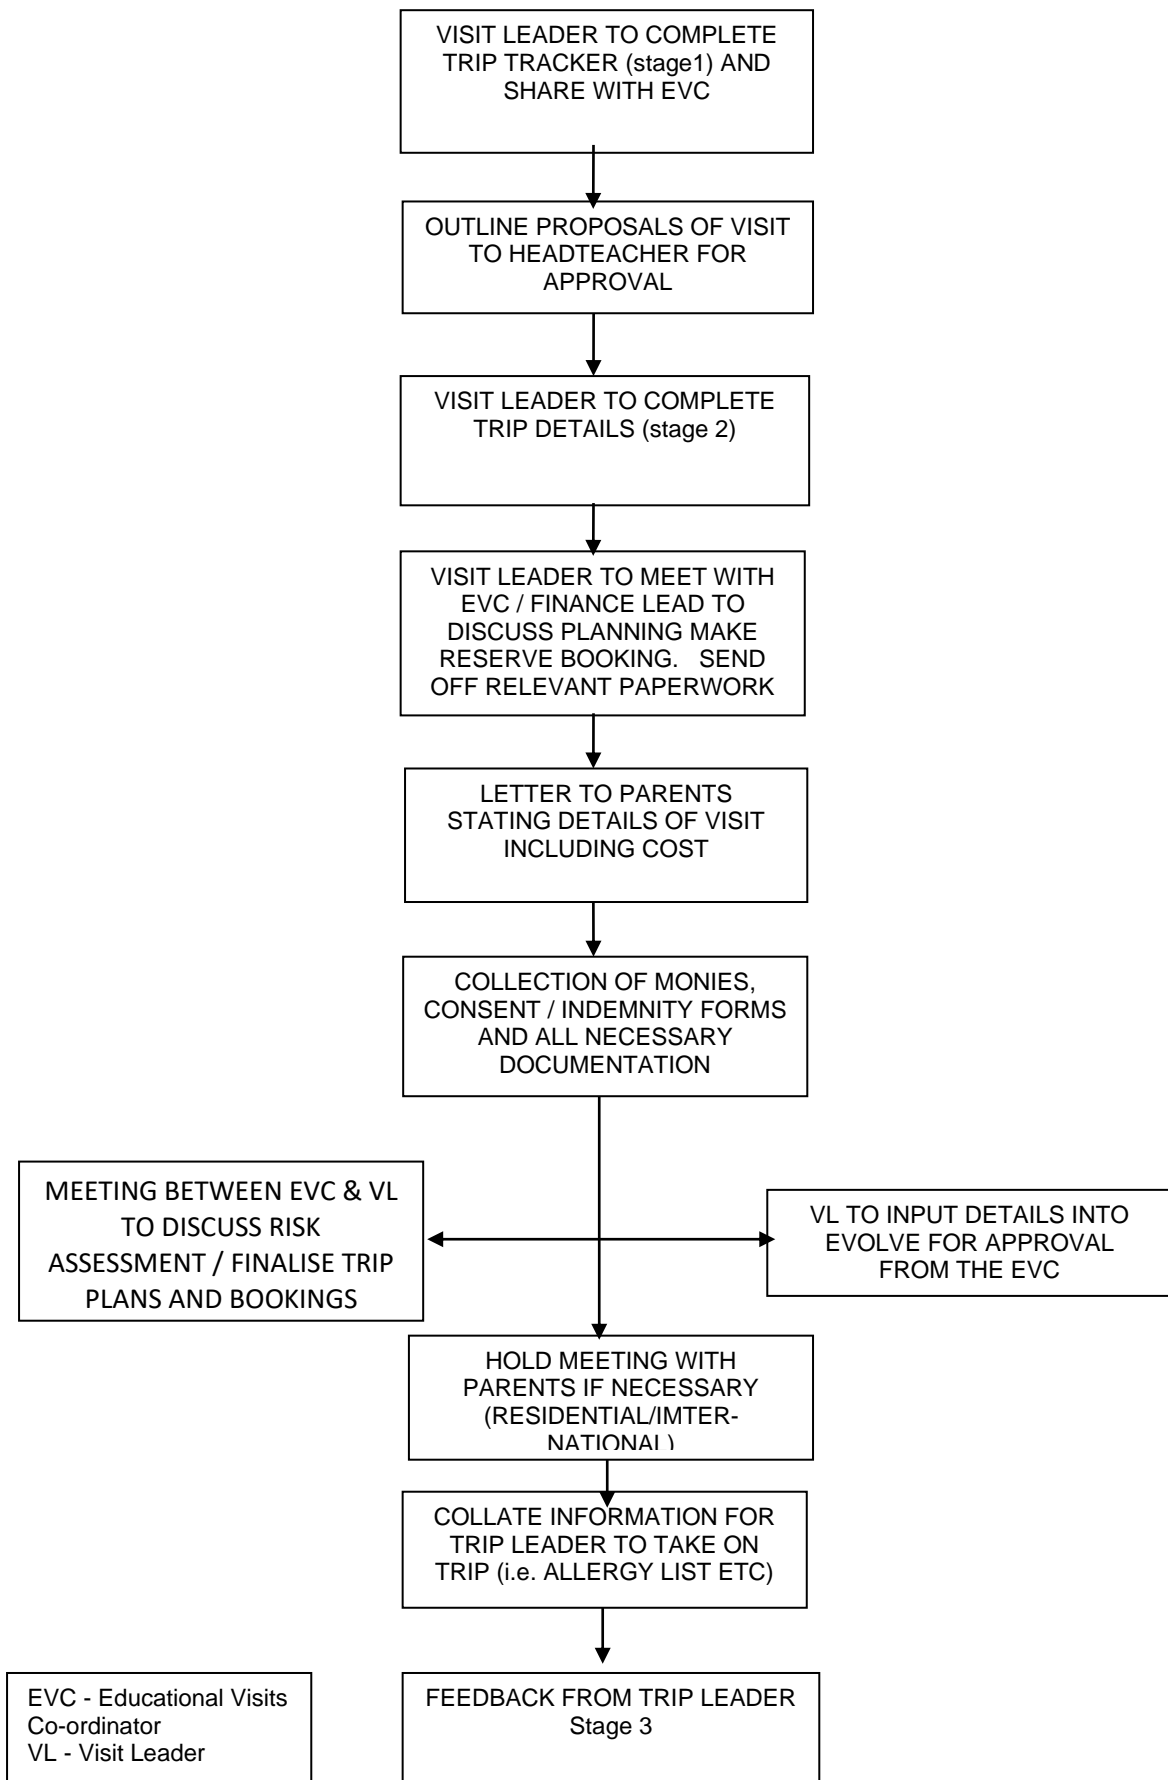 VISIT LEADER TO COMPLETE
TRIP TRACKER (stage1) AND
SHARE WITH EVC
OUTLINE PROPOSALS OF VISIT
TO HEADTEACHER FOR
APPROVAL
VISIT LEADER TO COMPLETE
TRIP DETAILS (stage 2)
VISIT LEADER TO MEET WITH
EVC / FINANCE LEAD TO
DISCUSS PLANNING MAKE
RESERVE BOOKING. SEND
OFF RELEVANT PAPERWORK
LETTER TO PARENTS
STATING DETAILS OF VISIT
INCLUDING COST
COLLECTION OF MONIES,
CONSENT / INDEMNITY FORMS
AND ALL NECESSARY
DOCUMENTATION
MEETING BETWEEN EVC & VL
TO DISCUSS RISK
ASSESSMENT / FINALISE TRIP
PLANS AND BOOKINGS
VL TO INPUT DETAILS INTO
EVOLVE FOR APPROVAL
FROM THE EVC
HOLD MEETING WITH
PARENTS IF NECESSARY
(RESIDENTIAL/IMTER-
NATIONAL)
COLLATE INFORMATION FOR
TRIP LEADER TO TAKE ON
TRIP (i.e. ALLERGY LIST ETC)
EVC - Educational Visits
Co-ordinator
VL - Visit Leader
FEEDBACK FROM TRIP LEADER
Stage 3